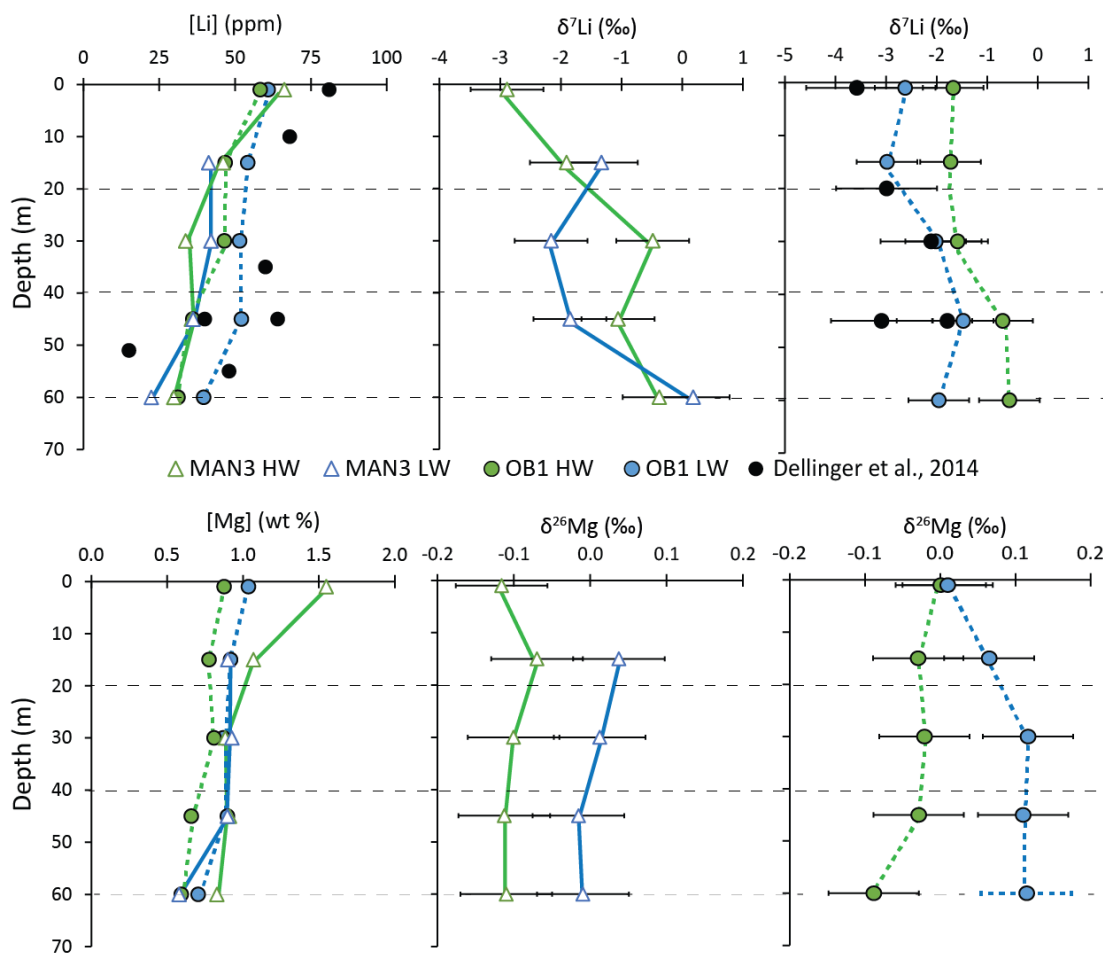 [Li] (ppm) δ⁷Li (‰) δ⁷Li (‰)
0 25 50 75 100 -4 -3 -2 -1 0 1 -5 -4 -3 -2 -1 0 1
0
10
20
30
40
50
60
70
Depth (m)
MAN3 HW MAN3 LW OB1 HW OB1 LW Dellinger et al., 2014
[Mg] (wt %) δ²⁶Mg (‰) δ²⁶Mg (‰)
0.0 0.5 1.0 1.5 2.0 -0.2 -0.1 0.0 0.1 0.2 -0.2 -0.1 0.0 0.1 0.2
0
10
20
30
40
50
60
70
Depth (m)